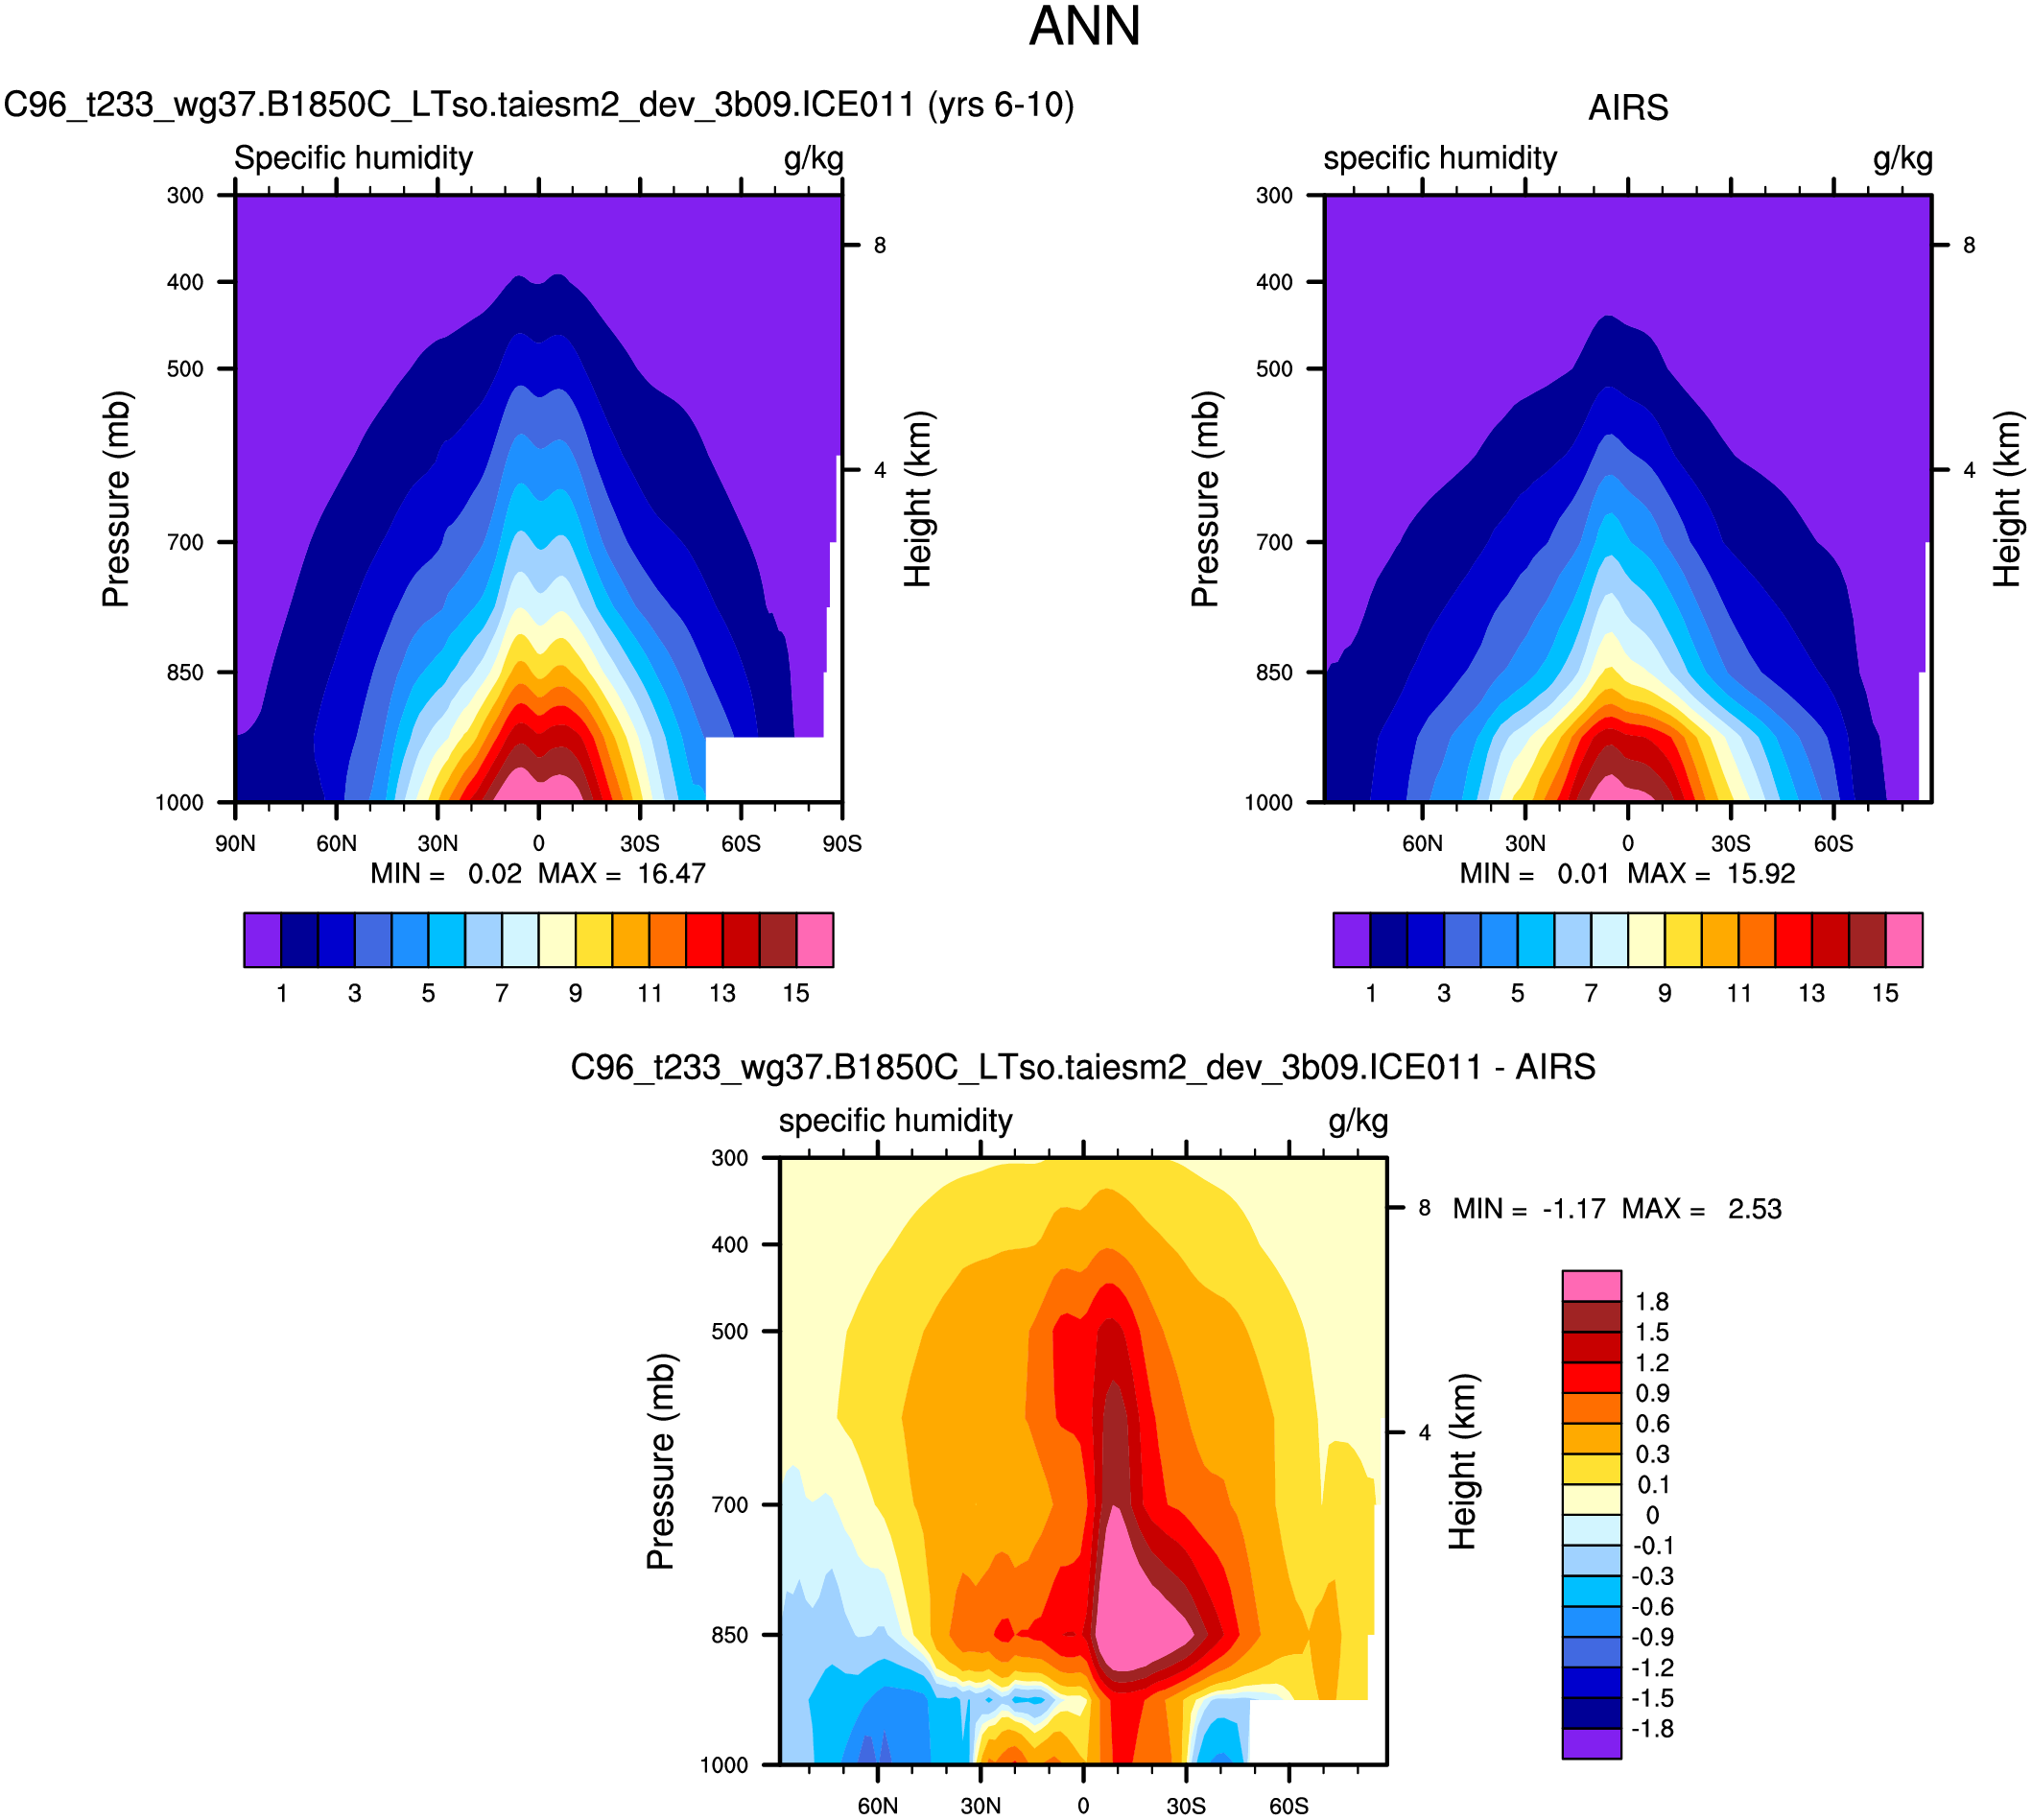 ANN
C96_t233_wg37.B1850C_LTso.taiesm2_dev_3b09.ICE011 (yrs 6-10)
Specific humidity g/kg
300
400
500
700
850
1000
Pressure (mb)
8
4
Height (km)
90N 60N 30N 0 30S 60S 90S
MIN = 0.02 MAX = 16.47
1 3 5 7 9 11 13 15
AIRS
specific humidity g/kg
300
400
500
700
850
1000
Pressure (mb)
8
4
Height (km)
60N 30N 0 30S 60S
MIN = 0.01 MAX = 15.92
1 3 5 7 9 11 13 15
C96_t233_wg37.B1850C_LTso.taiesm2_dev_3b09.ICE011 - AIRS
specific humidity g/kg
300
400
500
700
850
1000
Pressure (mb)
8
4
Height (km)
60N 30N 0 30S 60S
MIN = -1.17 MAX = 2.53
1.8
1.5
1.2
0.9
0.6
0.3
0.1
0
-0.1
-0.3
-0.6
-0.9
-1.2
-1.5
-1.8